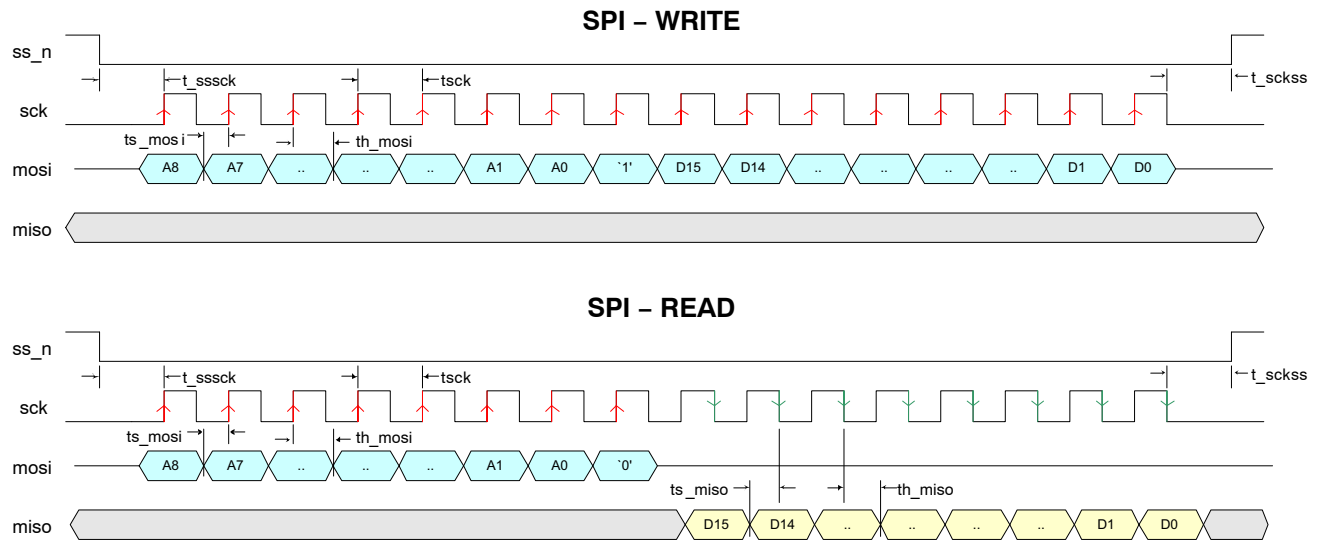 SPI – WRITE
ss_n
t_sssck tsck t_sckss
sck
ts_mosi th_mosi
mosi A8 A7 .. .. .. A1 A0 `1' D15 D14 .. .. .. .. D1 D0
miso
SPI – READ
ss_n
t_sssck tsck t_sckss
sck
ts_mosi th_mosi
mosi A8 A7 .. .. .. A1 A0 `0'
ts_miso th_miso
miso D15 D14 .. .. .. .. D1 D0